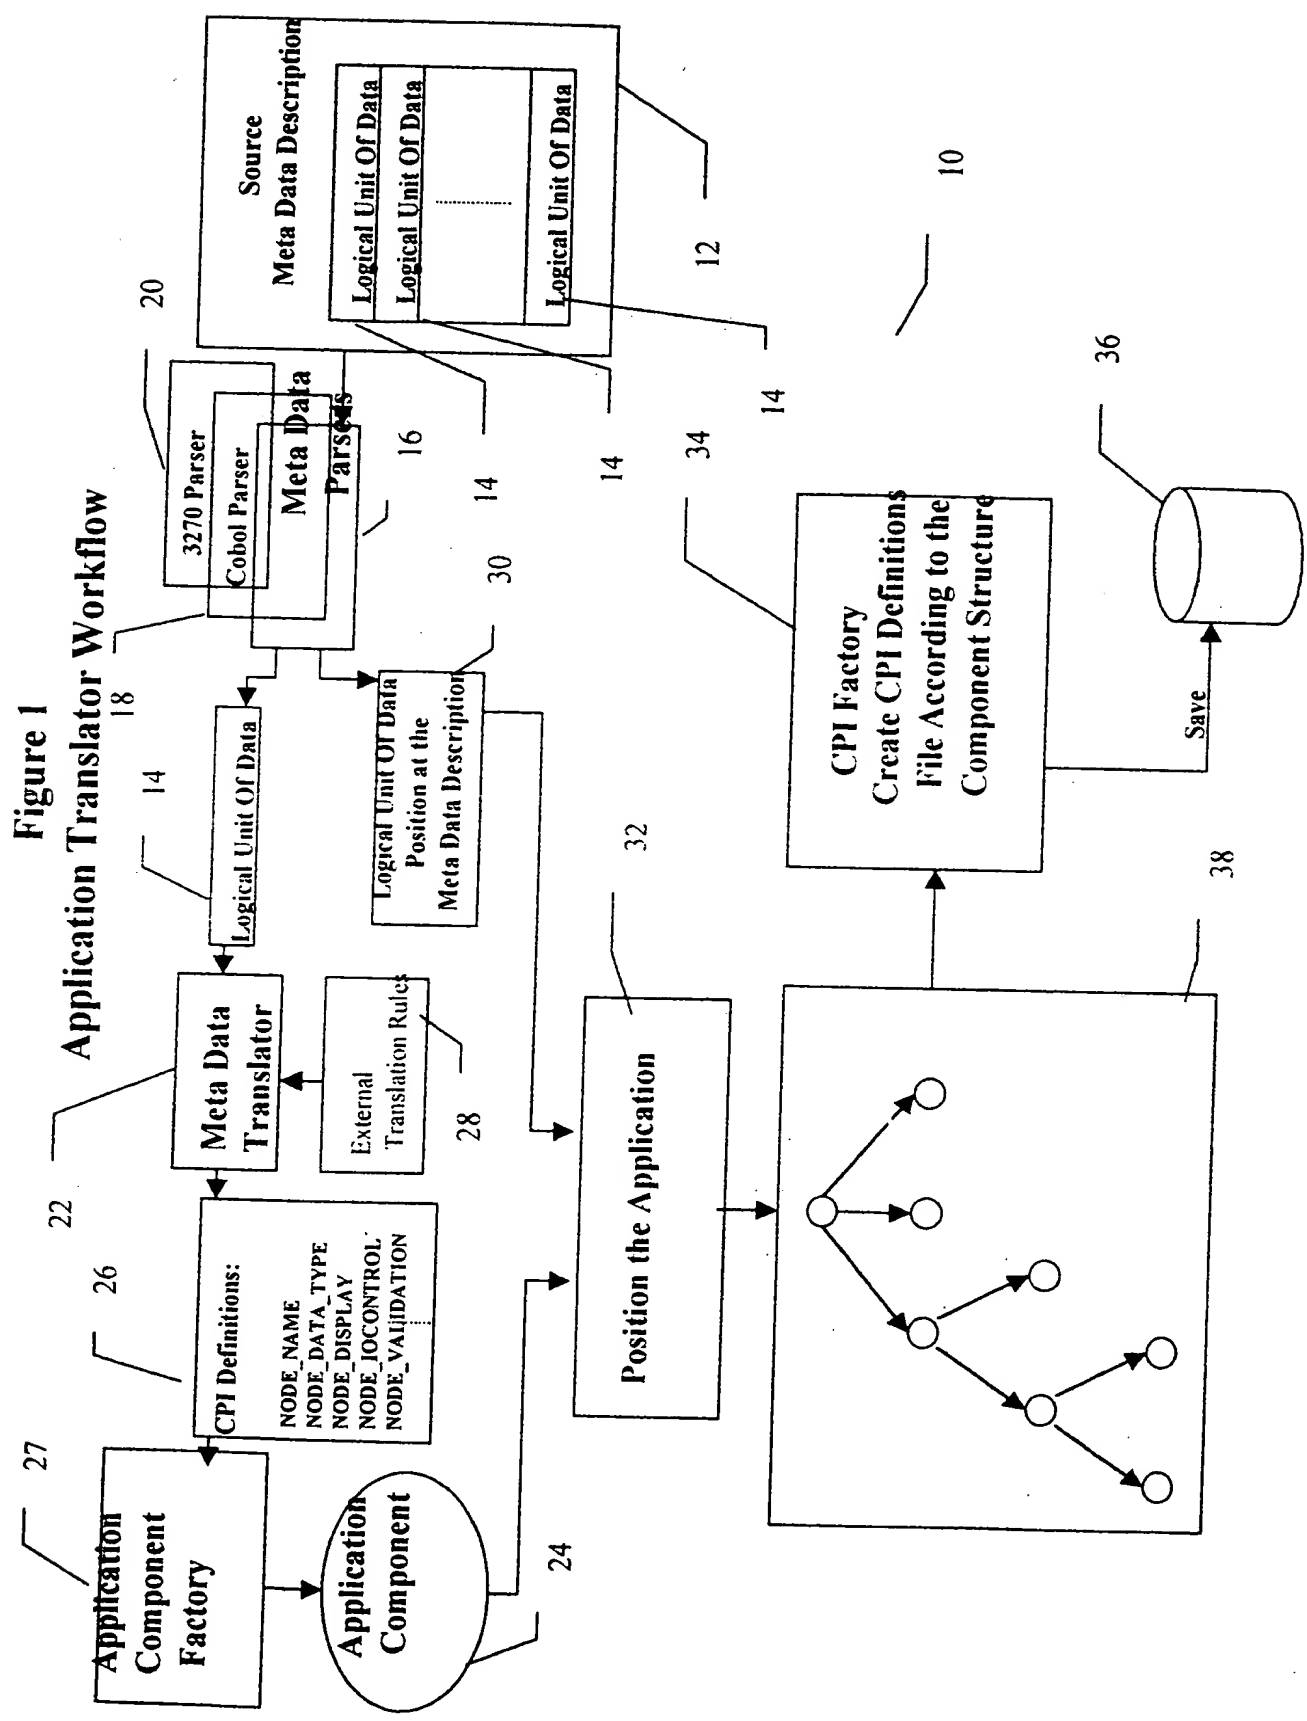 Figure 1
Application Translator Workflow
27
Application
Component
Factory
26
CPI Definitions:
NODE_NAME
NODE_DATA_TYPE
NODE_DISPLAY
NODE_IOCONTROL
NODE_VALIDATION
22
Meta Data
Translator
14
Logical Unit Of Data
18
20
3270 Parser
Cobol Parser
Meta Data
Parsers
16
Source
Meta Data Description
Logical Unit Of Data
Logical Unit Of Data
Logical Unit Of Data
12
14
14
14
Application
Component
24
External
Translation Rules
28
Logical Unit Of Data
Position at the
Meta Data Description
30
Position the Application
32
34
CPI Factory
Create CPI Definitions
File According to the
Component Structure
10
36
Save
38